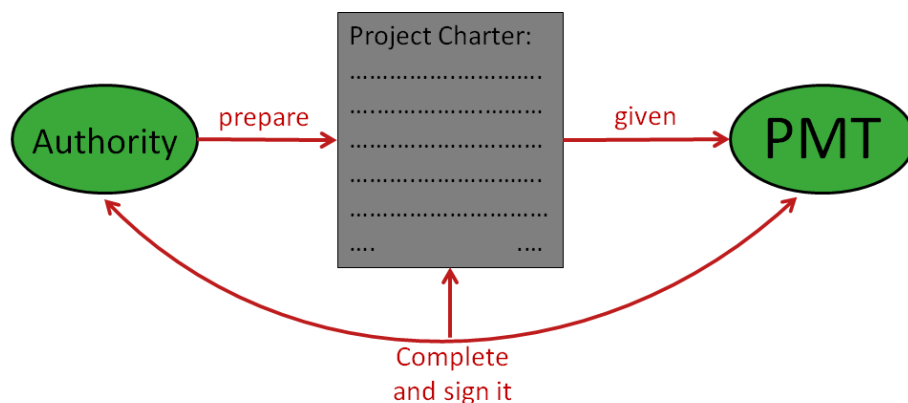 Project Charter:
................................
................................
................................
................................
.................................
....                    ....
Authority
prepare
given
PMT
Complete
and sign it